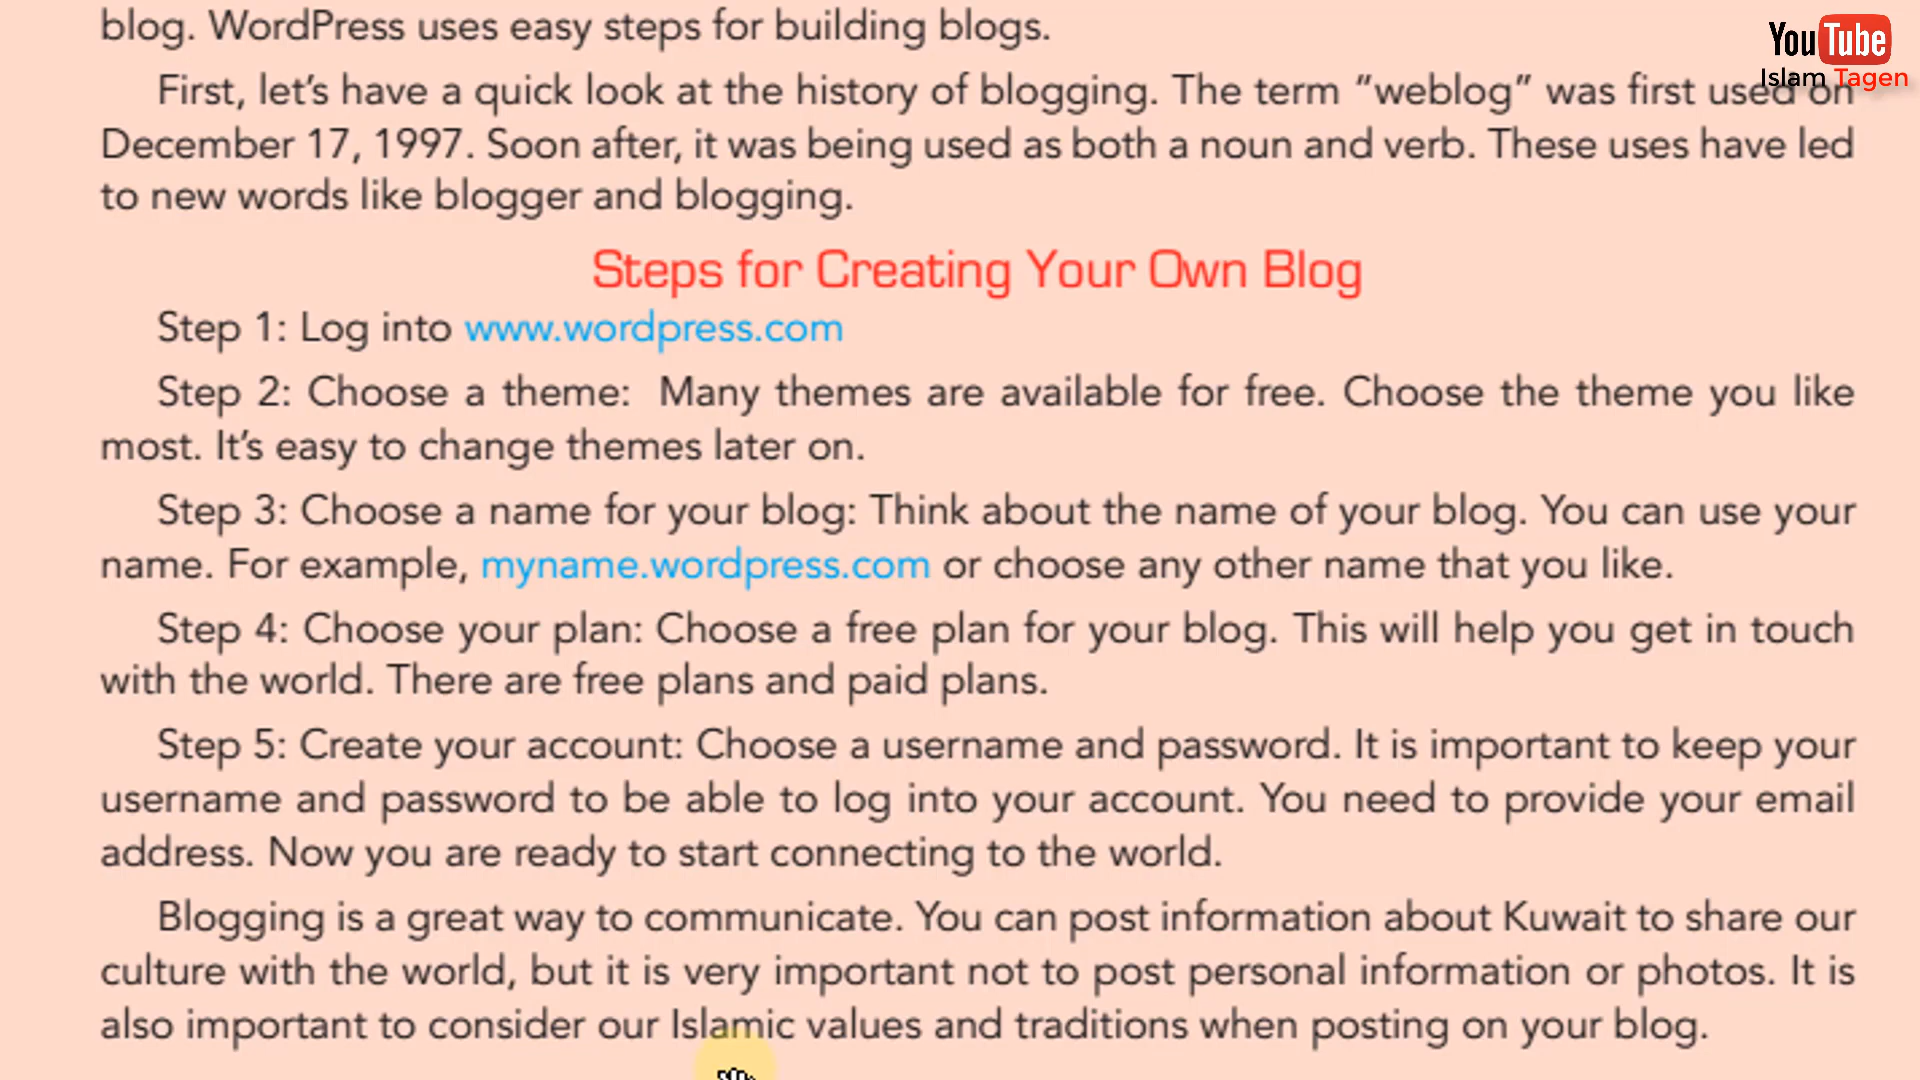 blog. WordPress uses easy steps for building blogs.
YouTube
Islam Tagen
First, let's have a quick look at the history of blogging. The term “weblog” was first used on
December 17, 1997. Soon after, it was being used as both a noun and verb. These uses have led
to new words like blogger and blogging.
Steps for Creating Your Own Blog
Step 1: Log into www.wordpress.com
Step 2: Choose a theme: Many themes are available for free. Choose the theme you like
most. It's easy to change themes later on.
Step 3: Choose a name for your blog: Think about the name of your blog. You can use your
name. For example, myname.wordpress.com or choose any other name that you like.
Step 4: Choose your plan: Choose a free plan for your blog. This will help you get in touch
with the world. There are free plans and paid plans.
Step 5: Create your account: Choose a username and password. It is important to keep your
username and password to be able to log into your account. You need to provide your email
address. Now you are ready to start connecting to the world.
Blogging is a great way to communicate. You can post information about Kuwait to share our
culture with the world, but it is very important not to post personal information or photos. It is
also important to consider our Islamic values and traditions when posting on your blog.